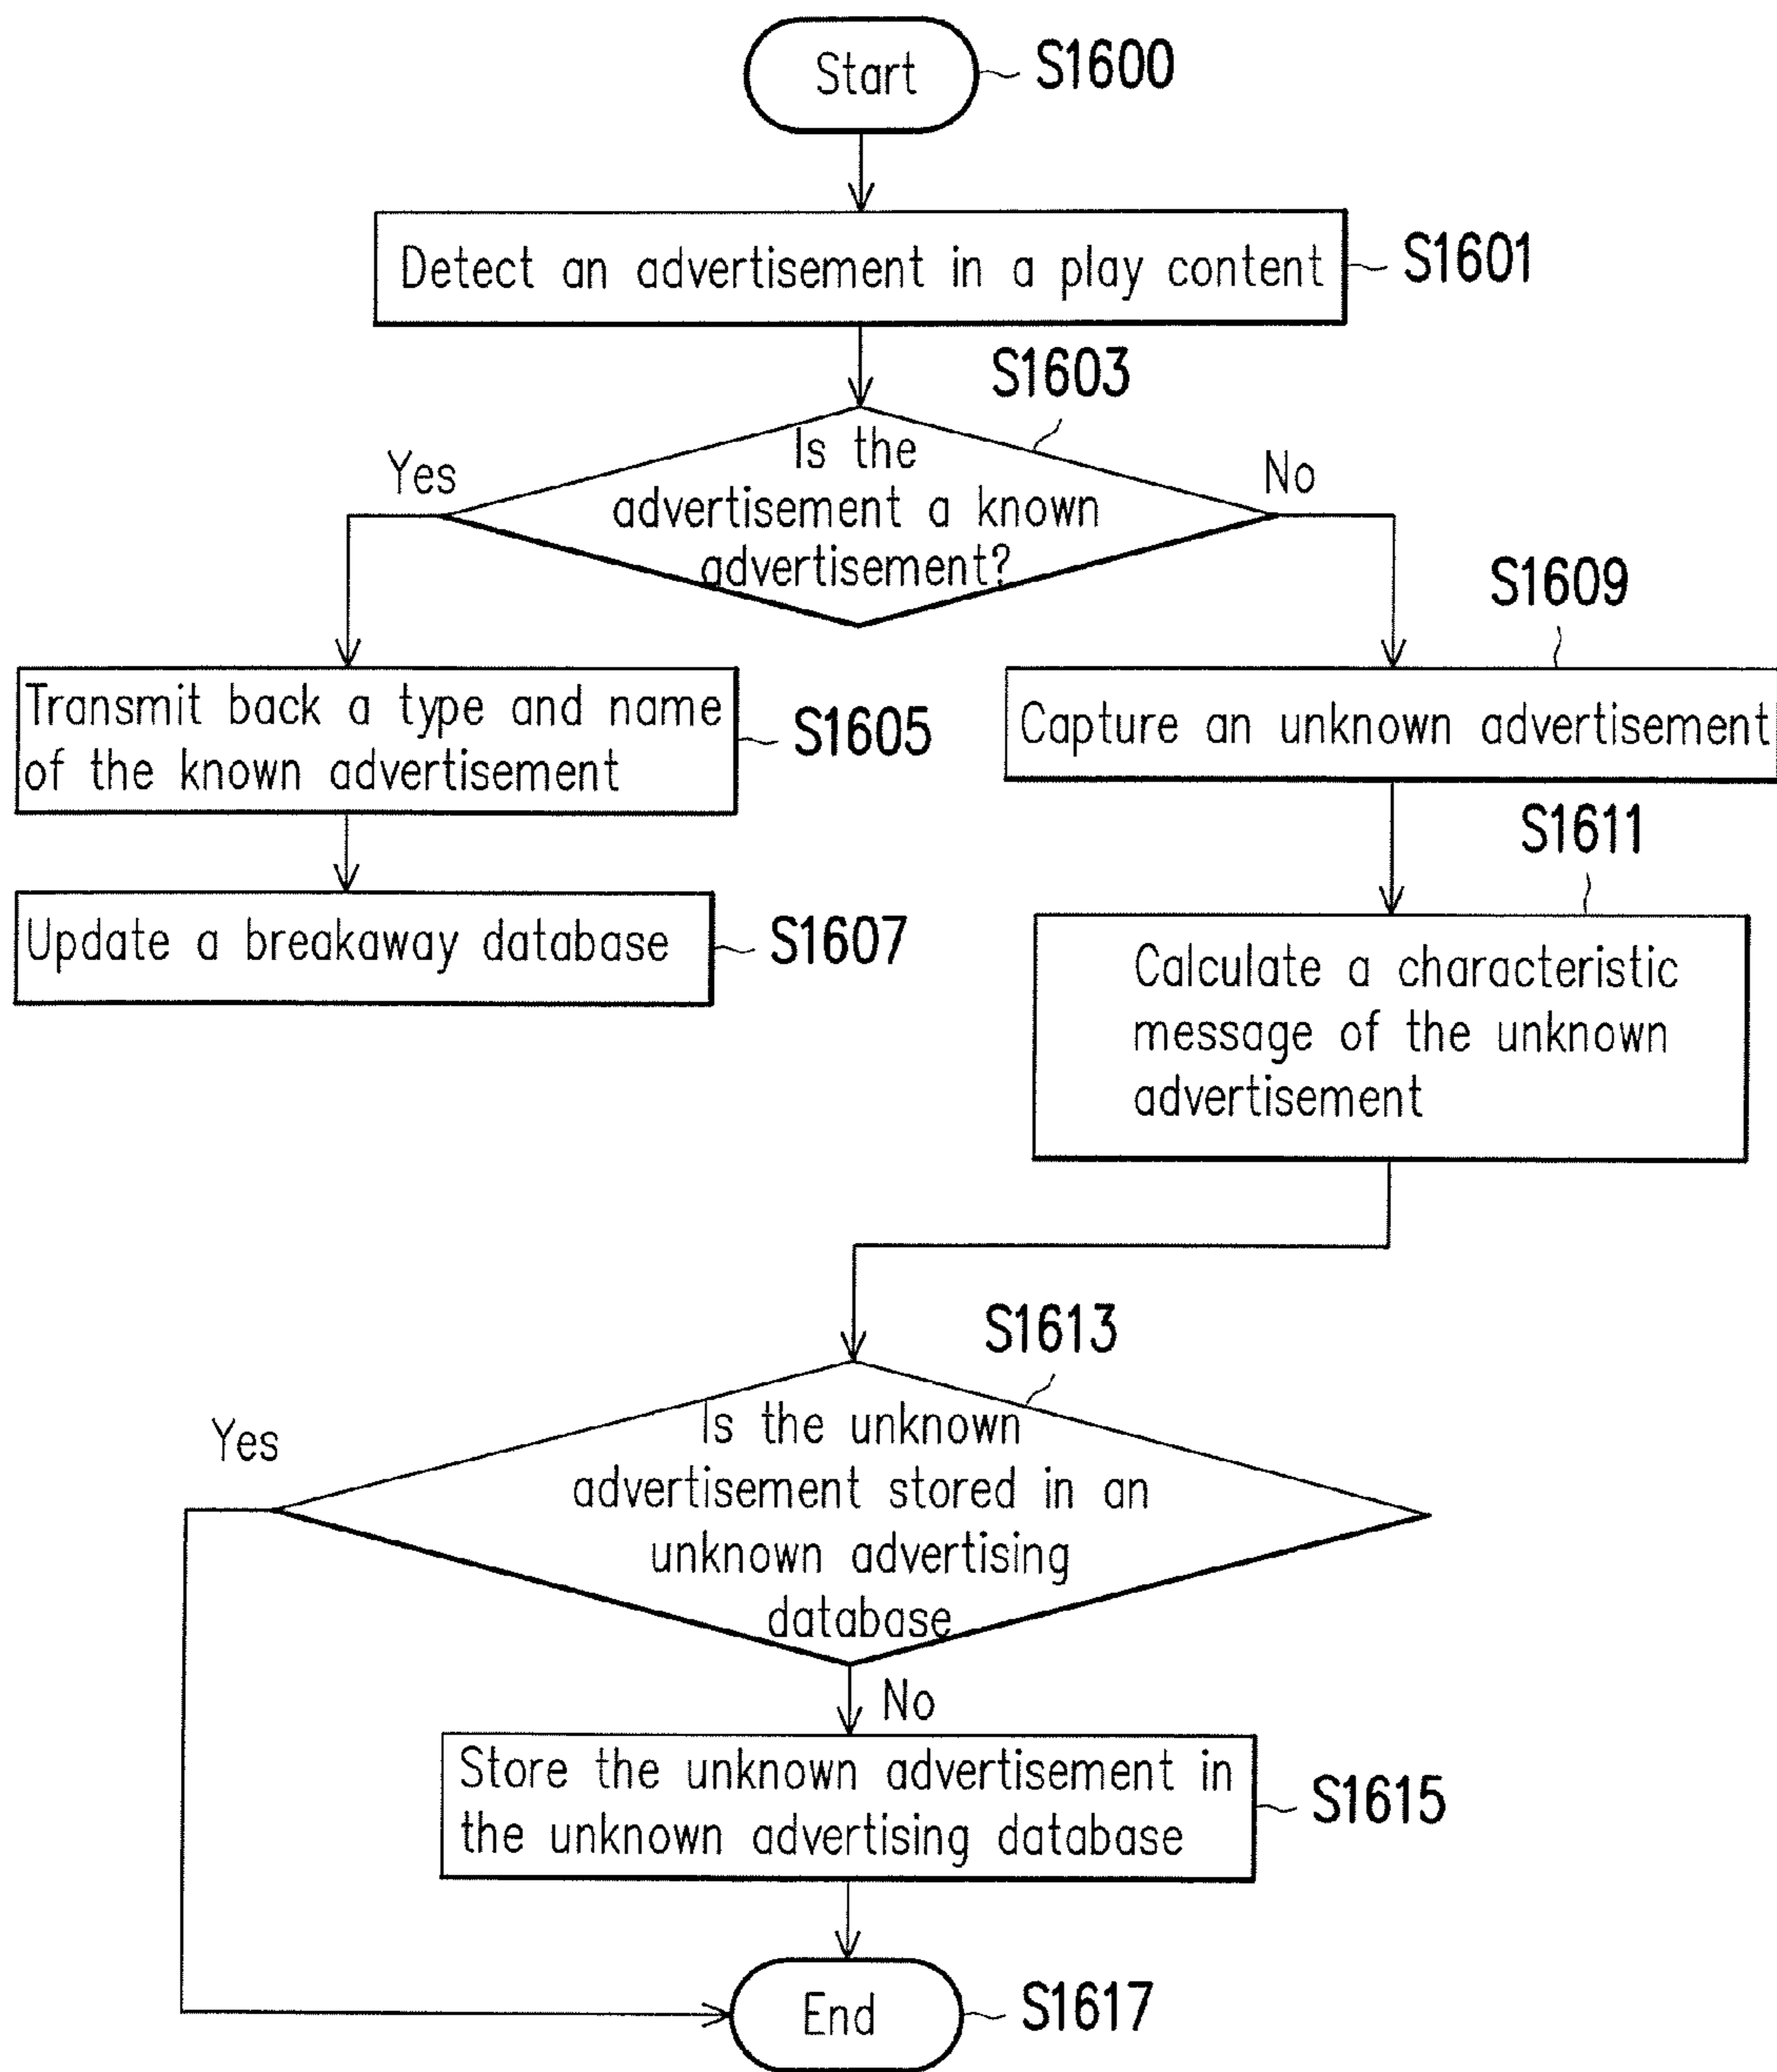 Start
S1600
Detect an advertisement in a play content
S1601
S1603
Is the
advertisement a known
advertisement?
Yes
No
Transmit back a type and name
of the known advertisement
S1605
Update a breakaway database
S1607
S1609
Capture an unknown advertisement
S1611
Calculate a characteristic
message of the unknown
advertisement
S1613
Is the unknown
advertisement stored in an
unknown advertising
database
Yes
No
Store the unknown advertisement in
the unknown advertising database
S1615
End
S1617